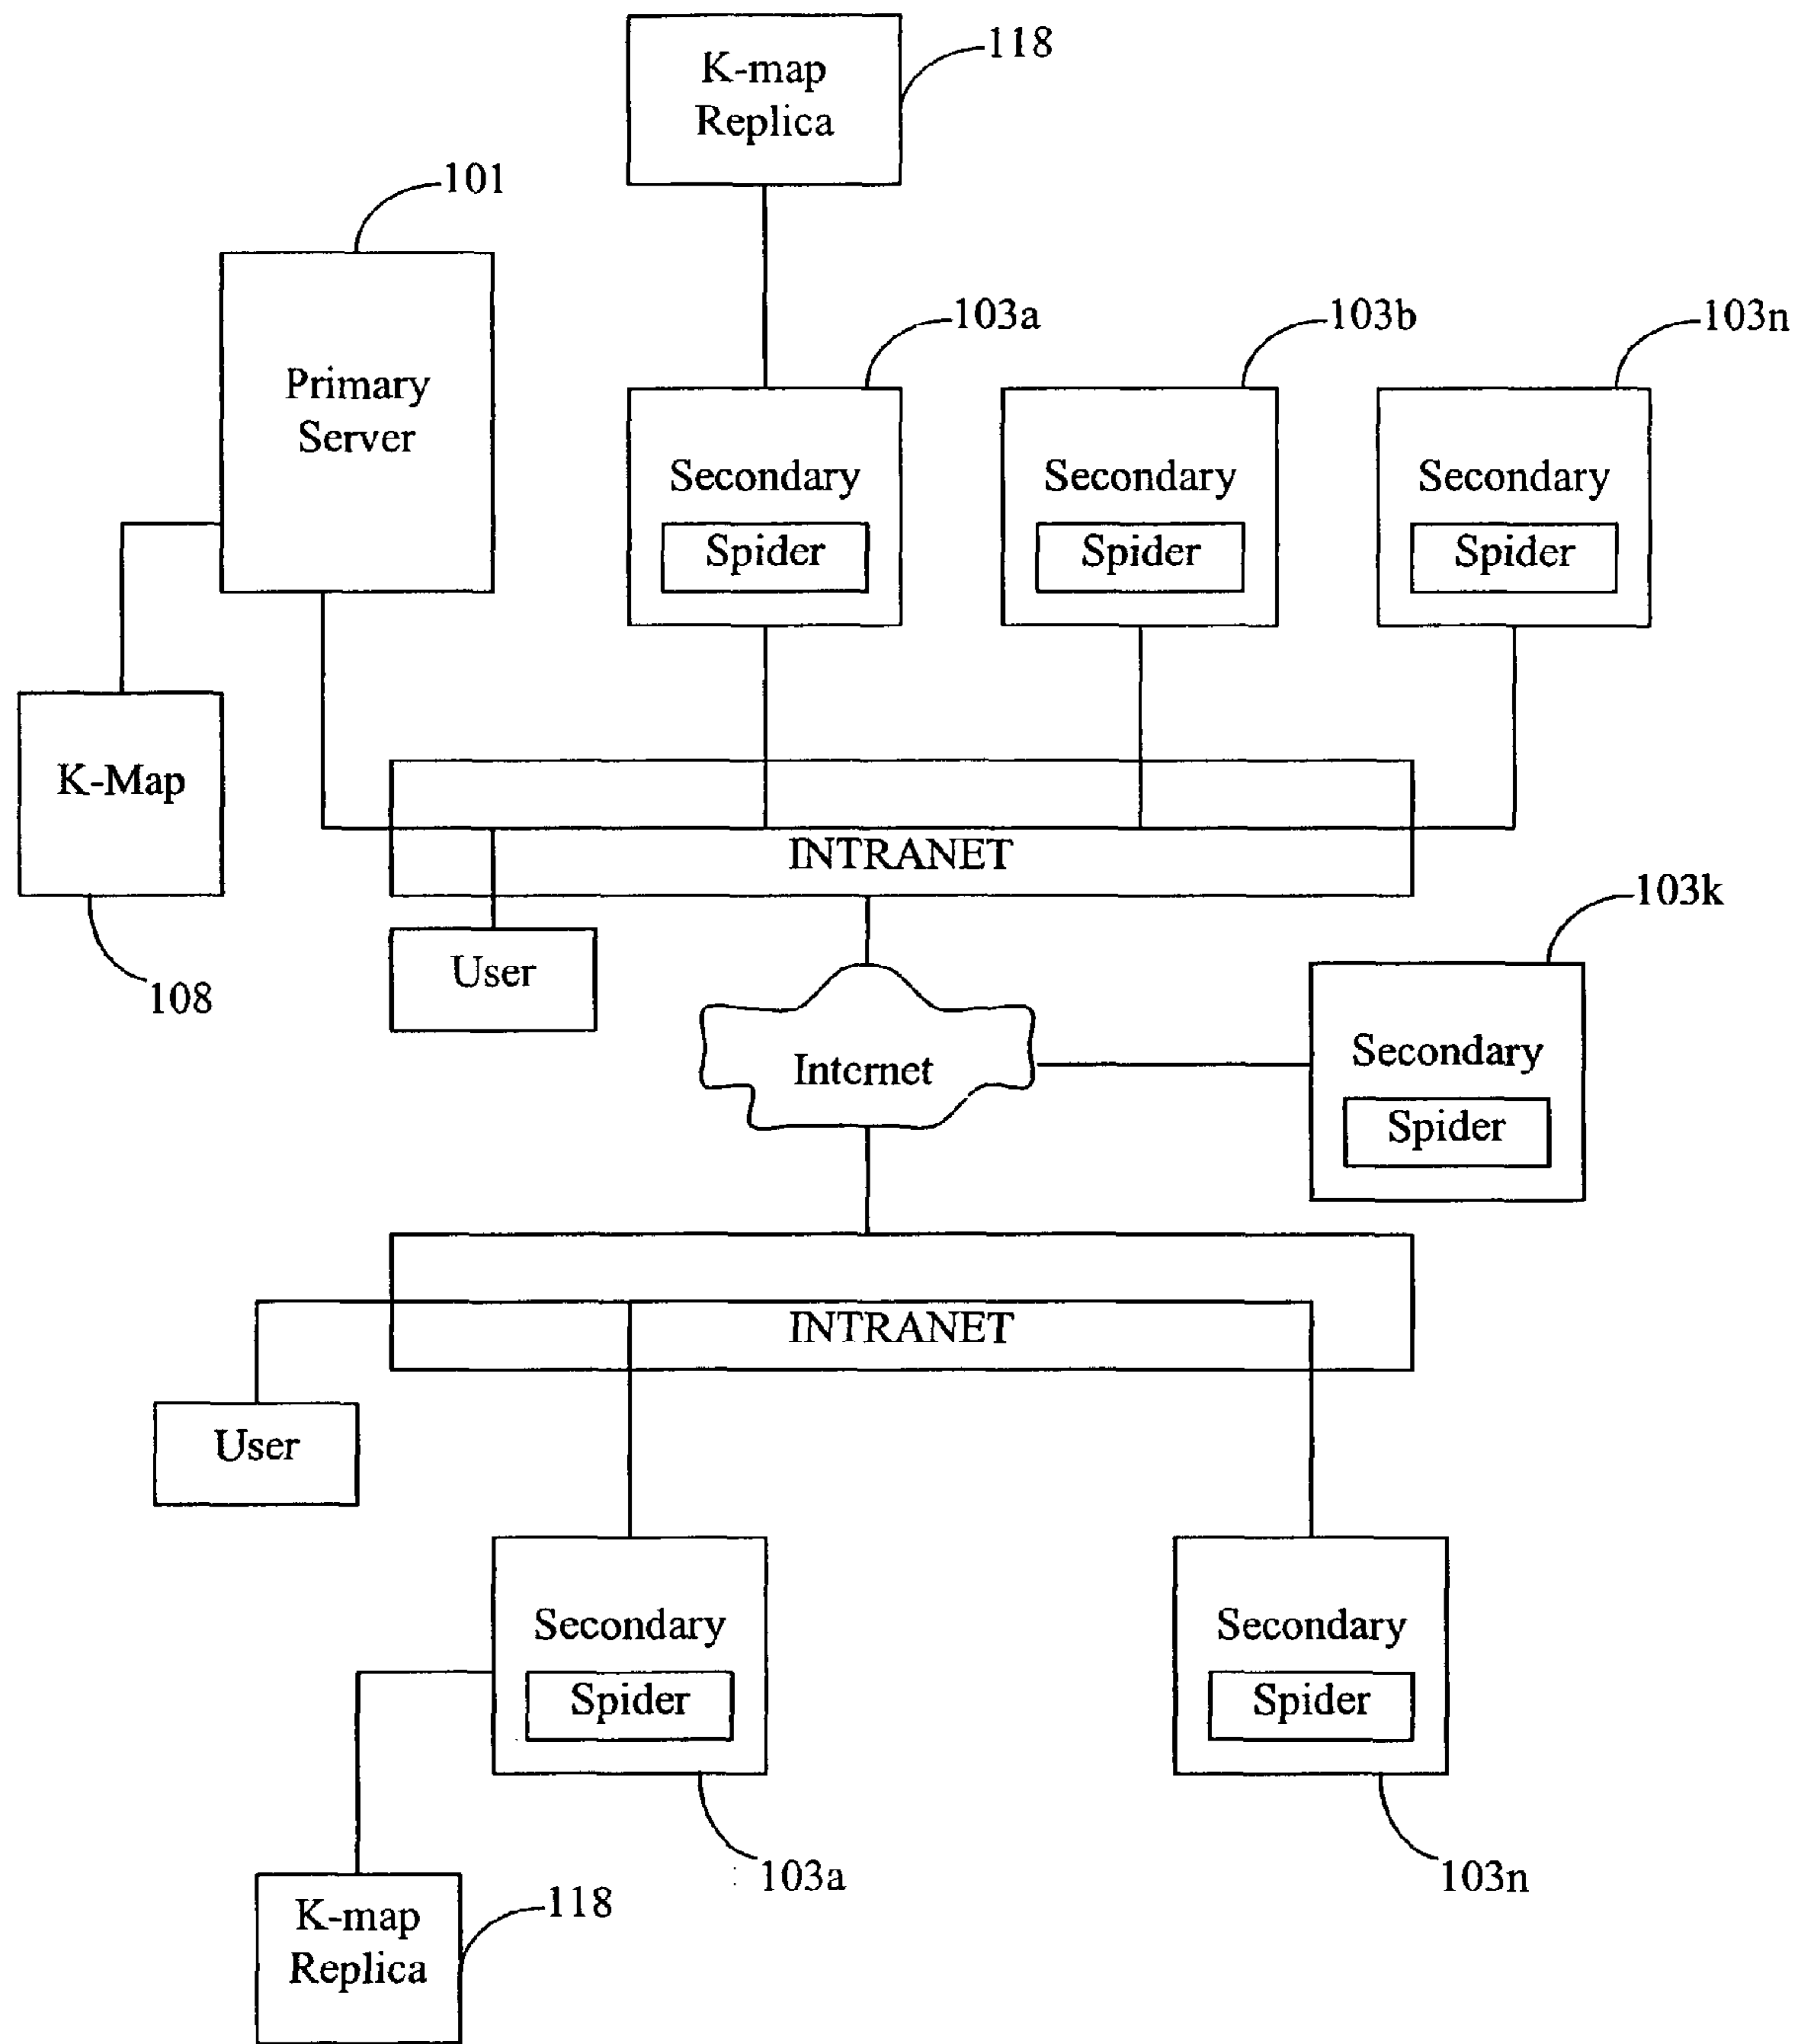 K-map
Replica
118
101
Primary
Server
103a
103b
103n
Secondary
Spider
Secondary
Spider
Secondary
Spider
K-Map
108
INTRANET
User
103k
Internet
Secondary
Spider
INTRANET
User
Secondary
Spider
Secondary
Spider
103a
103n
K-map
Replica
118